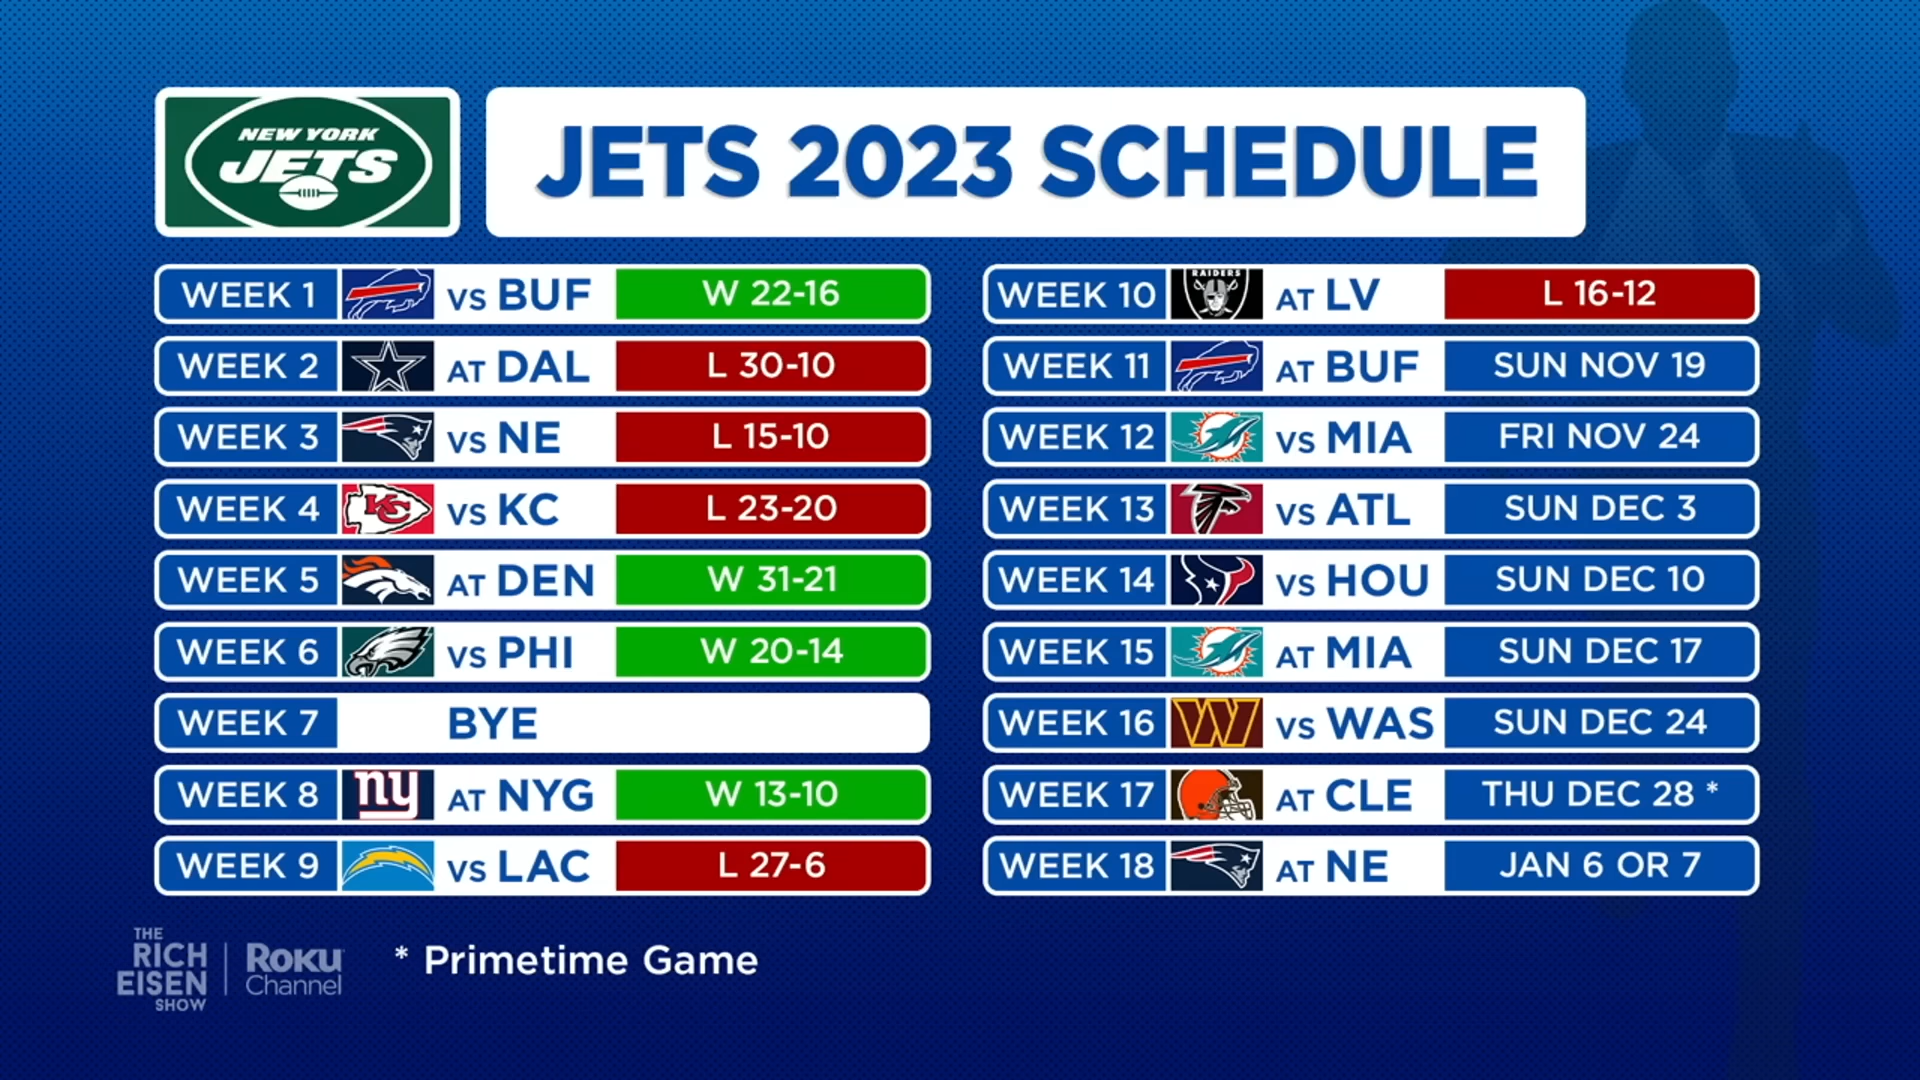 NEW YORK
JETS
JETS 2023 SCHEDULE
WEEK 1 VS BUF W 22-16
WEEK 2 AT DAL L 30-10
WEEK 3 VS NE L 15-10
WEEK 4 KC VS KC L 23-20
WEEK 5 AT DEN W 31-21
WEEK 6 VS PHI W 20-14
WEEK 7 BYE
WEEK 8 ny AT NYG W 13-10
WEEK 9 VS LAC L 27-6
WEEK 10 RAIDERS AT LV L 16-12
WEEK 11 AT BUF SUN NOV 19
WEEK 12 VS MIA FRI NOV 24
WEEK 13 VS ATL SUN DEC 3
WEEK 14 VS HOU SUN DEC 10
WEEK 15 AT MIA SUN DEC 17
WEEK 16 W VS WAS SUN DEC 24
WEEK 17 AT CLE THU DEC 28 *
WEEK 18 AT NE JAN 6 OR 7
THE
RICH
EISEN
SHOW
ROKU
Channel
* Primetime Game